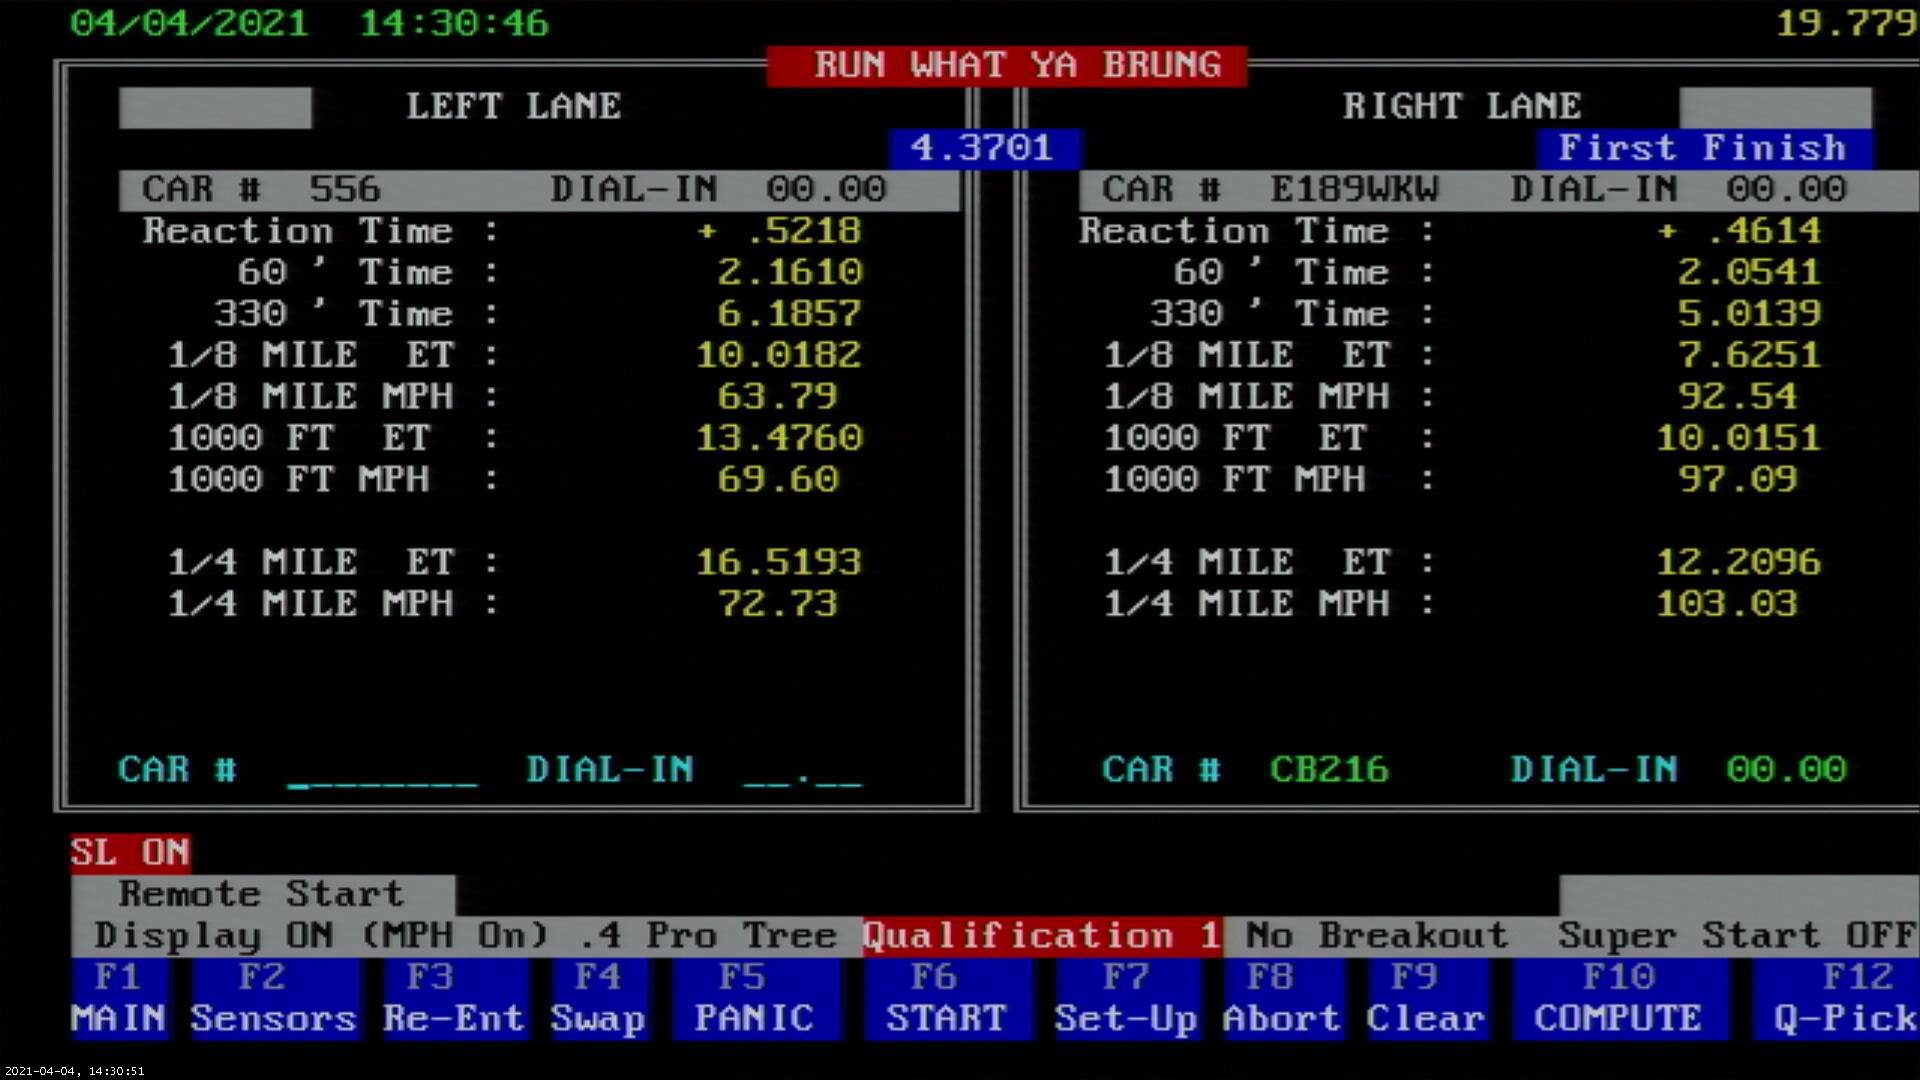 04/04/2021 14:30:46 19.779
RUN WHAT YA BRUNG
LEFT LANE
4.3701
CAR # 556 DIAL-IN 00.00
Reaction Time : + .5218
60 ' Time : 2.1610
330 ' Time : 6.1857
1/8 MILE ET : 10.0182
1/8 MILE MPH : 63.79
1000 FT ET : 13.4760
1000 FT MPH : 69.60
1/4 MILE ET : 16.5193
1/4 MILE MPH : 72.73
CAR # ________ DIAL-IN __.__
RIGHT LANE
First Finish
CAR # E189WKW DIAL-IN 00.00
Reaction Time : + .4614
60 ' Time : 2.0541
330 ' Time : 5.0139
1/8 MILE ET : 7.6251
1/8 MILE MPH : 92.54
1000 FT ET : 10.0151
1000 FT MPH : 97.09
1/4 MILE ET : 12.2096
1/4 MILE MPH : 103.03
CAR # CB216 DIAL-IN 00.00
SL ON
Remote Start
Display ON (MPH On) .4 Pro Tree Qualification 1 No Breakout Super Start OFF
F1 F2 F3 F4 F5 F6 F7 F8 F9 F10 F12
MAIN Sensors Re-Ent Swap PANIC START Set-Up Abort Clear COMPUTE Q-Pick
2021-04-04, 14:30:51